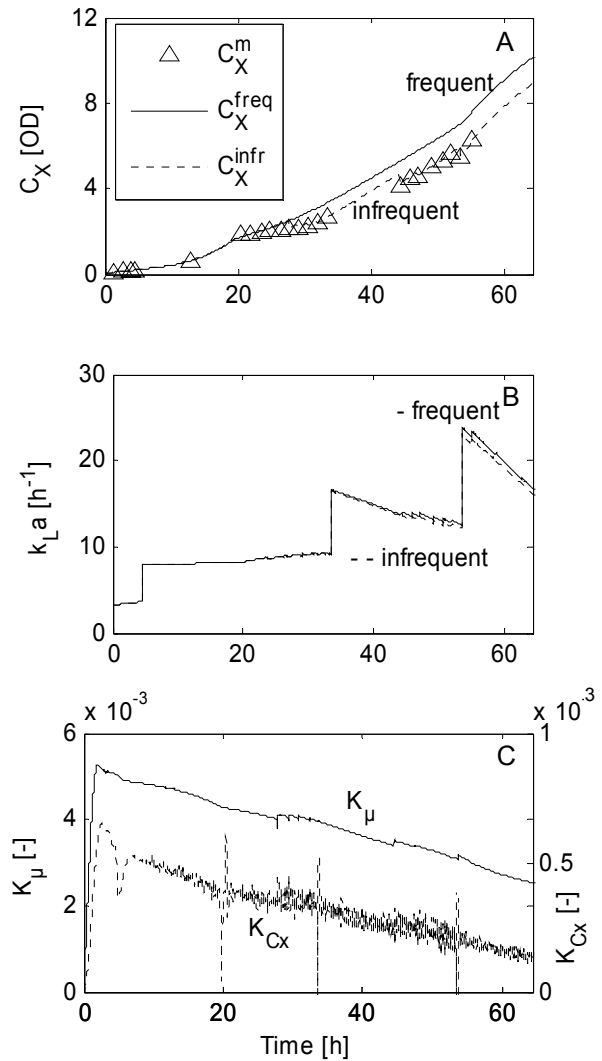 A
12
8
4
0
C_X [OD]
C_X^m
C_X^freq
C_X^infr
frequent
infrequent
0 20 40 60
B
30
20
10
0
k_L a [h^-1]
- frequent
- - infrequent
0 20 40 60
x 10^-3
x 10^-3
C
6
4
2
0
K_μ [-]
K_μ
K_Cx
1
0.5
0
K_Cx [-]
0 20 40 60
Time [h]